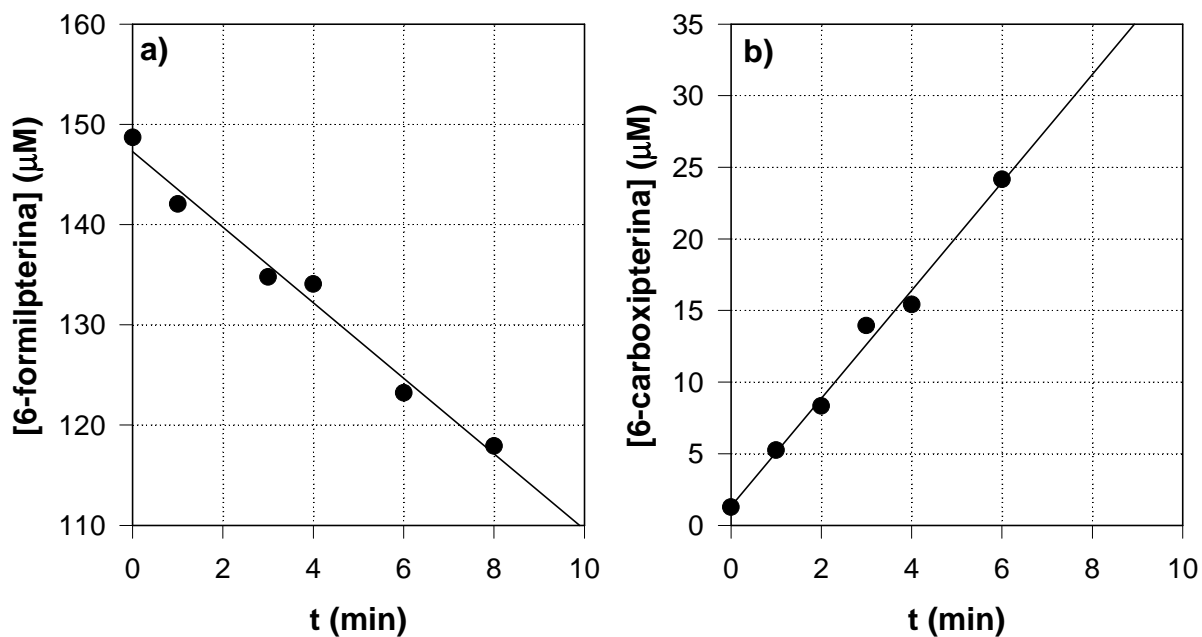 a)
[6-formilpterina] (μM)
160
150
140
130
120
110
0 2 4 6 8 10
t (min)
b)
[6-carboxipterina] (μM)
35
30
25
20
15
10
5
0
0 2 4 6 8 10
t (min)